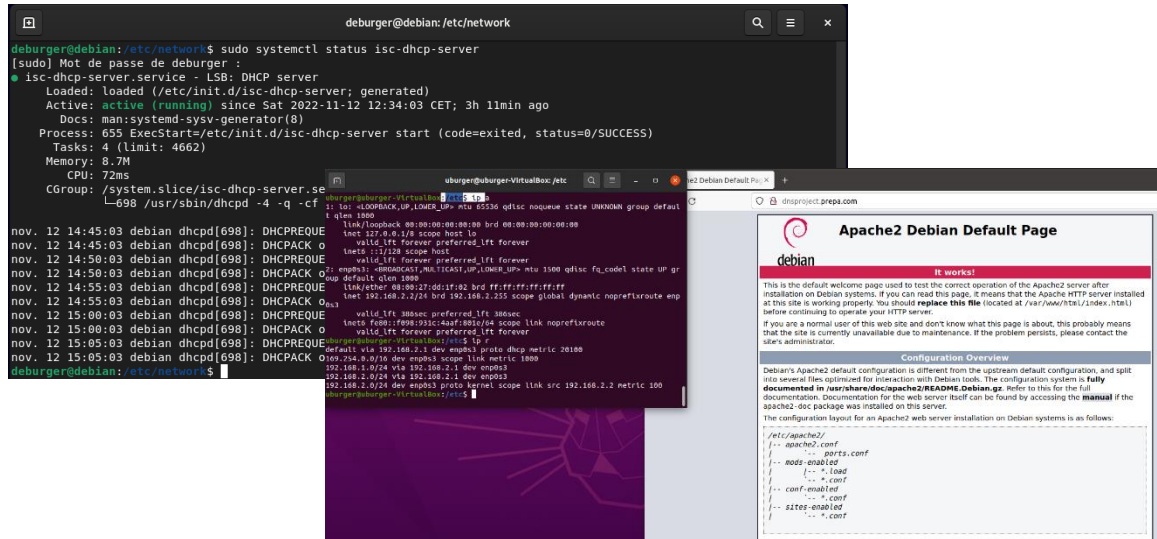 deburger@debian: /etc/network
deburger@debian:/etc/network$ sudo systemctl status isc-dhcp-server
[sudo] Mot de passe de deburger :
● isc-dhcp-server.service - LSB: DHCP server
Loaded: loaded (/etc/init.d/isc-dhcp-server; generated)
Active: active (running) since Sat 2022-11-12 12:34:03 CET; 3h 11min ago
Docs: man:systemd-sysv-generator(8)
Process: 655 ExecStart=/etc/init.d/isc-dhcp-server start (code=exited, status=0/SUCCESS)
Tasks: 4 (limit: 4662)
Memory: 8.7M
CPU: 72ms
CGroup: /system.slice/isc-dhcp-server.se
└─698 /usr/sbin/dhcpd -4 -q -cf
nov. 12 14:45:03 debian dhcpd[698]: DHCPREQUE
nov. 12 14:45:03 debian dhcpd[698]: DHCPACK o
nov. 12 14:50:03 debian dhcpd[698]: DHCPREQUE
nov. 12 14:50:03 debian dhcpd[698]: DHCPACK o
nov. 12 14:55:03 debian dhcpd[698]: DHCPREQUE
nov. 12 14:55:03 debian dhcpd[698]: DHCPACK o
nov. 12 15:00:03 debian dhcpd[698]: DHCPREQUE
nov. 12 15:00:03 debian dhcpd[698]: DHCPACK o
nov. 12 15:05:03 debian dhcpd[698]: DHCPREQUE
nov. 12 15:05:03 debian dhcpd[698]: DHCPACK o
deburger@debian:/etc/network$
uburger@uburger-VirtualBox: /etc
uburger@uburger-VirtualBox:/etc$ ip a
1: lo: <LOOPBACK,UP,LOWER_UP> mtu 65536 qdisc noqueue state UNKNOWN group defaul
t qlen 1000
link/loopback 00:00:00:00:00:00 brd 00:00:00:00:00:00
inet 127.0.0.1/8 scope host lo
valid_lft forever preferred_lft forever
inet6 ::1/128 scope host
valid_lft forever preferred_lft forever
2: enp0s3: <BROADCAST,MULTICAST,UP,LOWER_UP> mtu 1500 qdisc fq_codel state UP gr
oup default qlen 1000
link/ether 08:00:27:dd:1f:02 brd ff:ff:ff:ff:ff:ff
inet 192.168.2.2/24 brd 192.168.2.255 scope global dynamic noprefixroute enp
0s3
valid_lft 386sec preferred_lft 386sec
inet6 fe80::f098:931c:4aaf:801e/64 scope link noprefixroute
valid_lft forever preferred_lft forever
uburger@uburger-VirtualBox:/etc$ ip r
default via 192.168.2.1 dev enp0s3 proto dhcp metric 20100
169.254.0.0/16 dev enp0s3 scope link metric 1000
192.168.1.0/24 via 192.168.2.1 dev enp0s3
192.168.2.0/24 via 192.168.2.1 dev enp0s3
192.168.2.0/24 dev enp0s3 proto kernel scope link src 192.168.2.2 metric 100
uburger@uburger-VirtualBox:/etc$
he2 Debian Default Pag
dnsproject.prepa.com
debian
Apache2 Debian Default Page
It works!
This is the default welcome page used to test the correct operation of the Apache2 server after
installation on Debian systems. If you can read this page, it means that the Apache HTTP server installed
at this site is working properly. You should replace this file (located at /var/www/html/index.html)
before continuing to operate your HTTP server.
If you are a normal user of this web site and don't know what this page is about, this probably means
that the site is currently unavailable due to maintenance. If the problem persists, please contact the
site's administrator.
Configuration Overview
Debian's Apache2 default configuration is different from the upstream default configuration, and split
into several files optimized for interaction with Debian tools. The configuration system is fully
documented in /usr/share/doc/apache2/README.Debian.gz. Refer to this for the full
documentation. Documentation for the web server itself can be found by accessing the manual if the
apache2-doc package was installed on this server.
The configuration layout for an Apache2 web server installation on Debian systems is as follows:
/etc/apache2/
|-- apache2.conf
| `-- ports.conf
|-- mods-enabled
| |-- *.load
| `-- *.conf
|-- conf-enabled
| `-- *.conf
|-- sites-enabled
| `-- *.conf